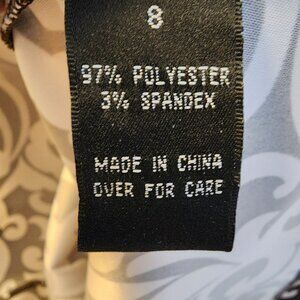 8
97% POLYESTER
3% SPANDEX
MADE IN CHINA
OVER FOR CARE